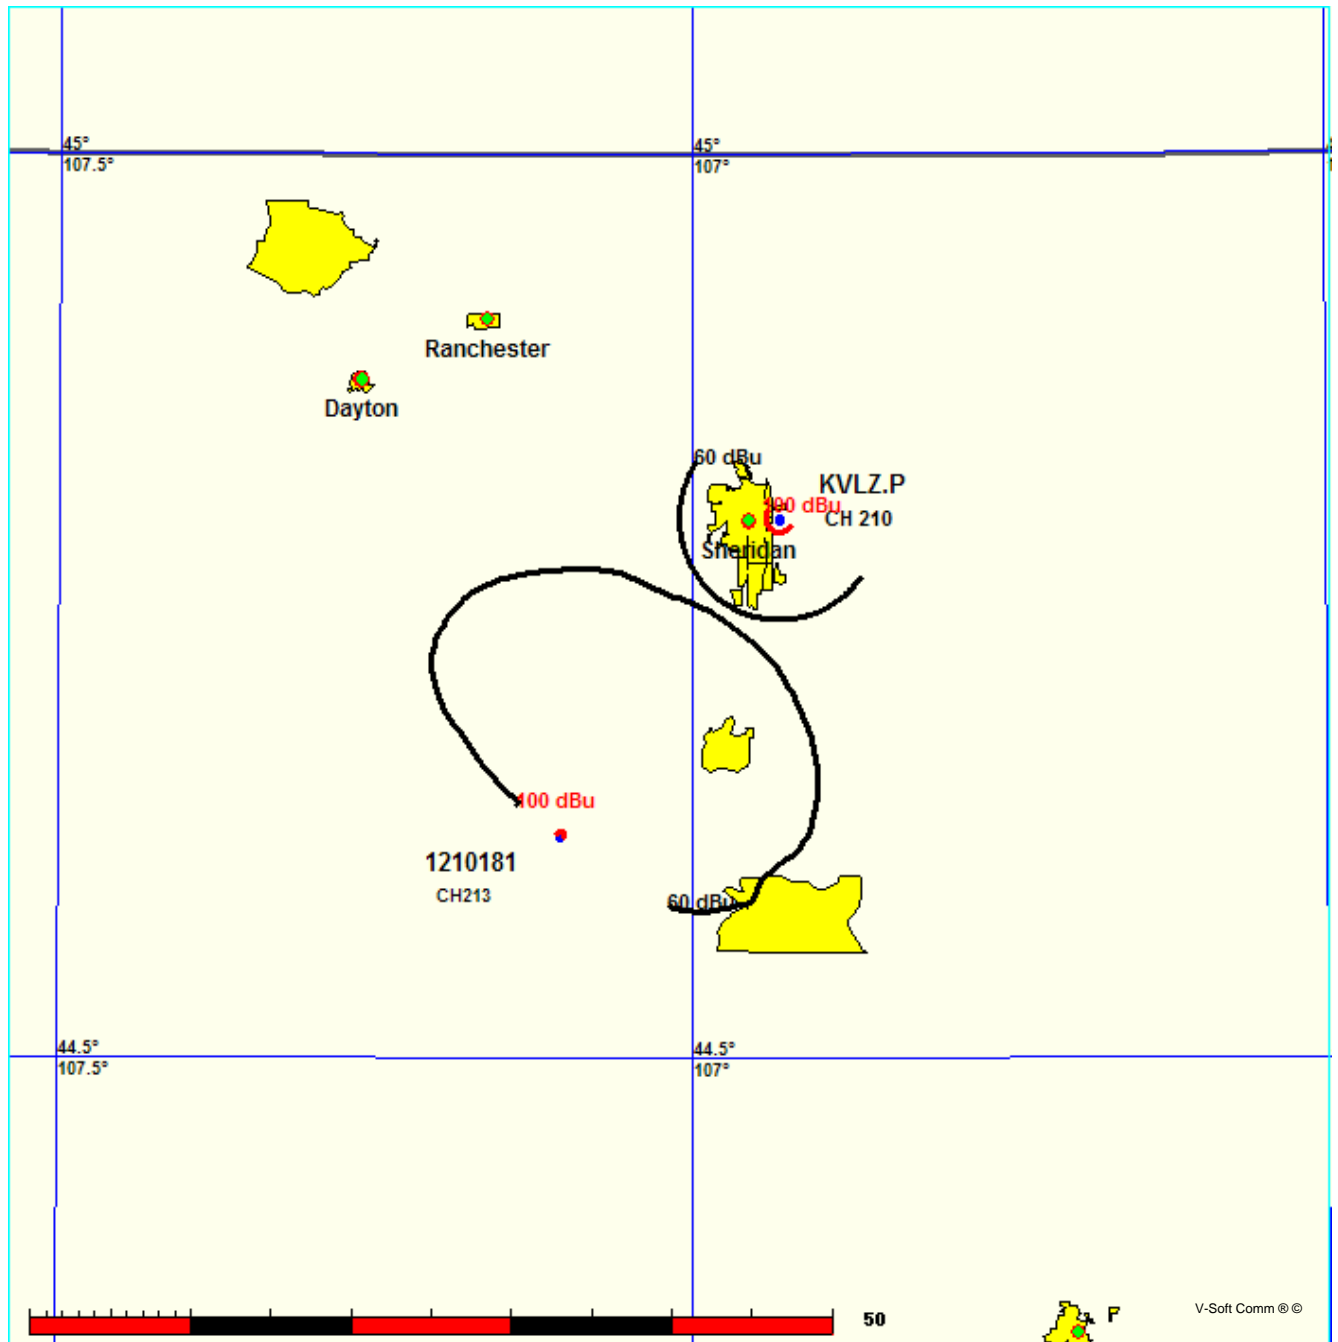 45°
107.5°
45°
107°
Ranchester
Dayton
60 dBu
KVLZ.P
100 dBu
CH 210
Sheridan
100 dBu
1210181
CH213
60 dBu
44.5°
107.5°
44.5°
107°
50
V-Soft Comm ® ©